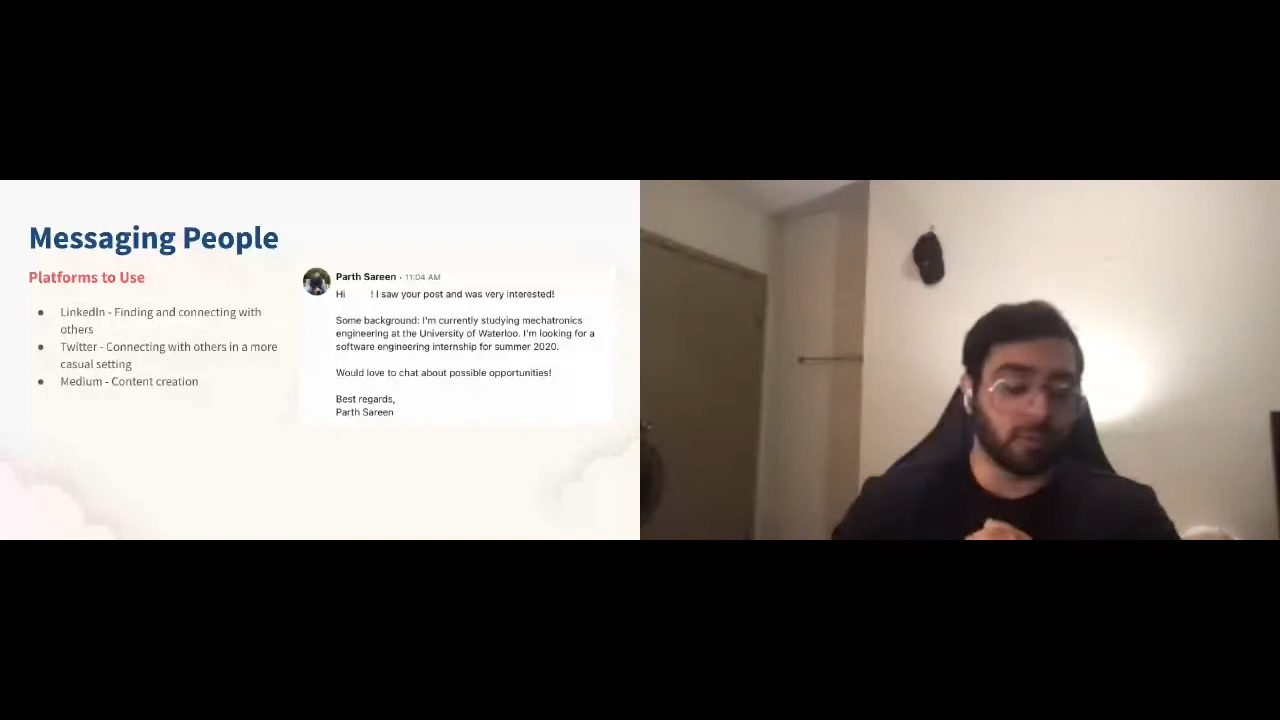 Messaging People
Platforms to Use
● LinkedIn - Finding and connecting with
others
● Twitter - Connecting with others in a more
casual setting
● Medium - Content creation
Parth Sareen • 11:04 AM
Hi ! I saw your post and was very interested!
Some background: I'm currently studying mechatronics
engineering at the University of Waterloo. I'm looking for a
software engineering internship for summer 2020.
Would love to chat about possible opportunities!
Best regards,
Parth Sareen